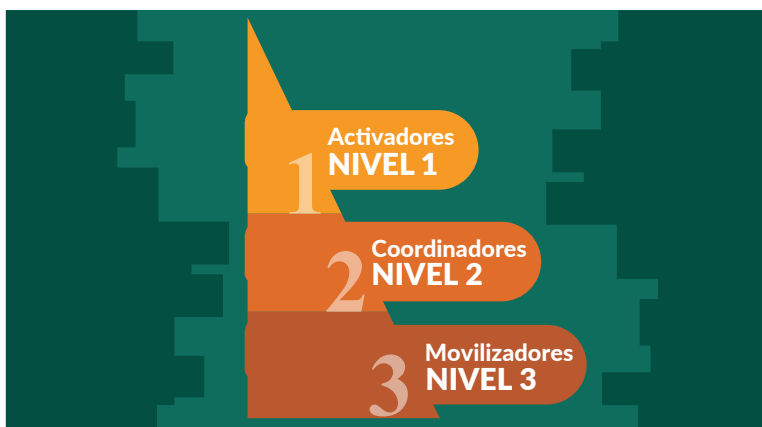 Activadores
1 NIVEL 1
Coordinadores
2 NIVEL 2
Movilizadores
3 NIVEL 3